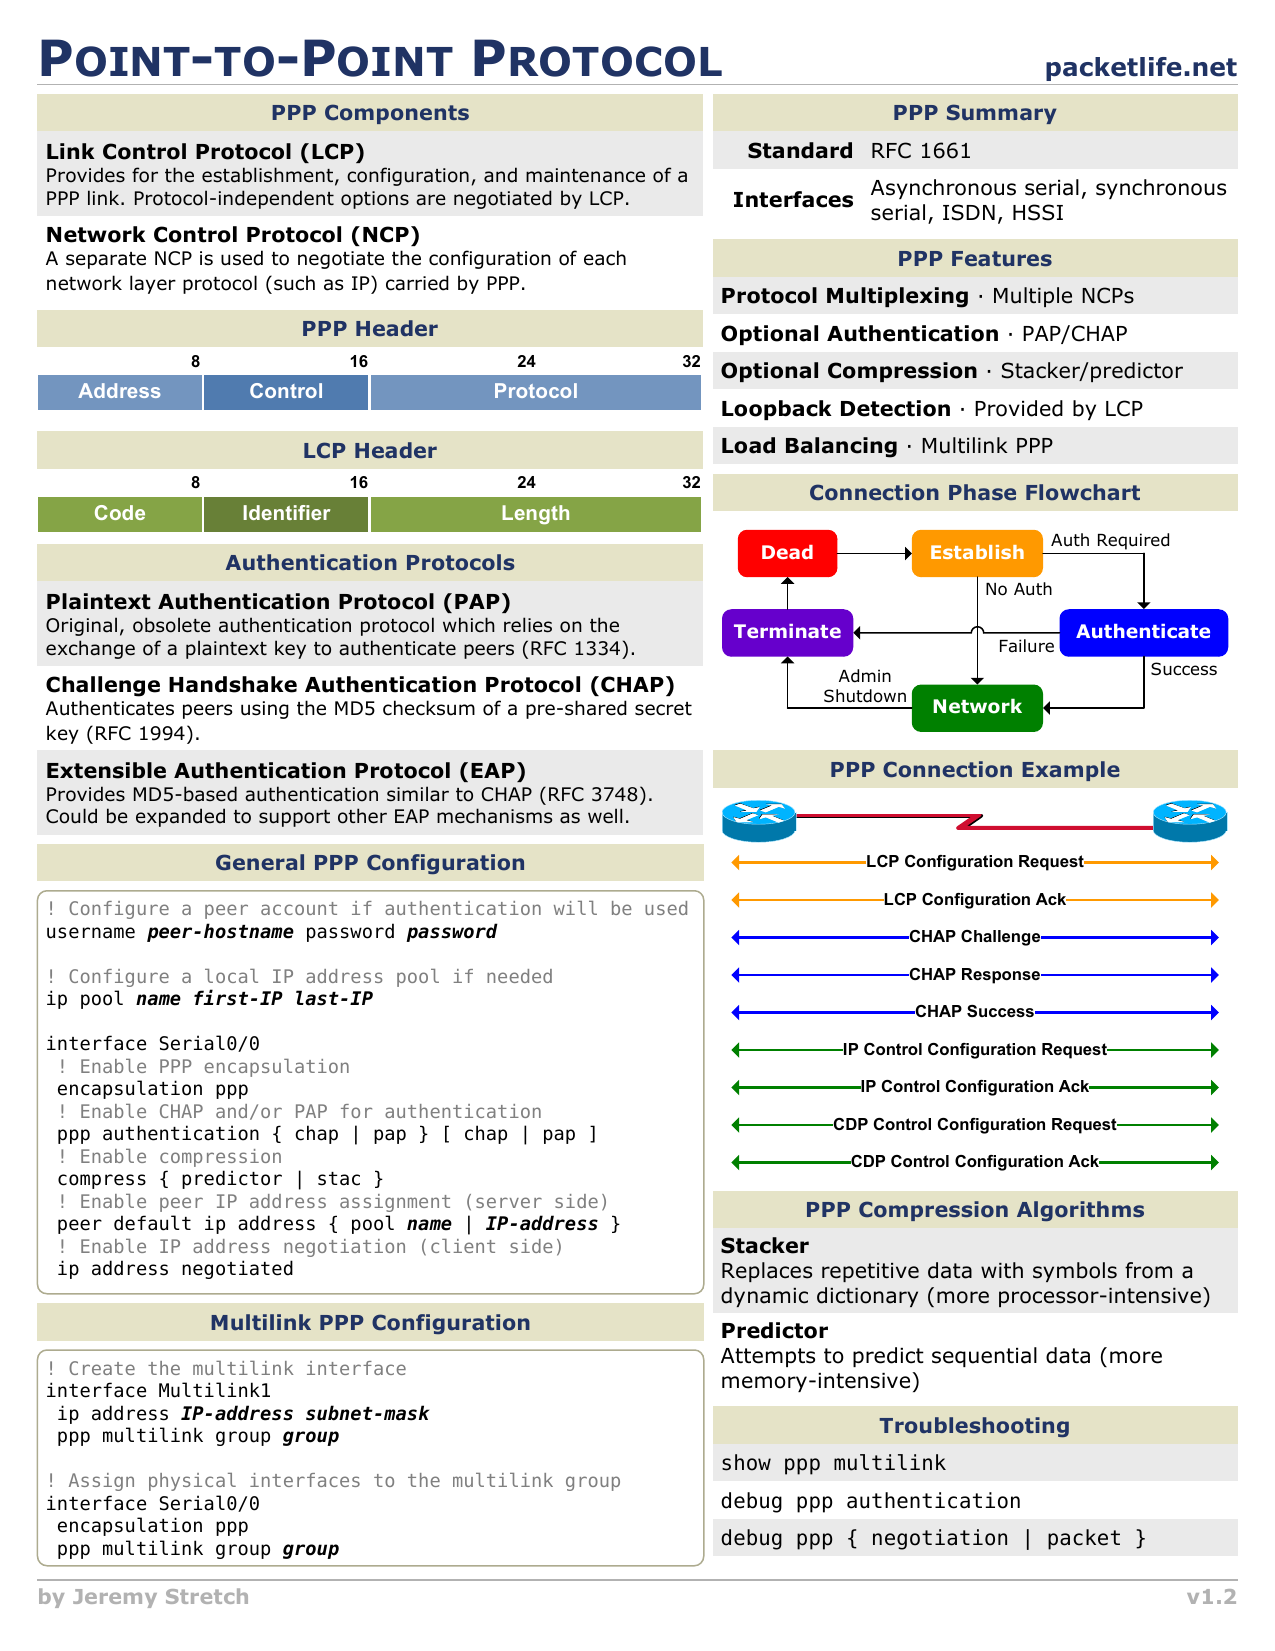 POINT-TO-POINT PROTOCOL
packetlife.net
PPP Components
Link Control Protocol (LCP)
Provides for the establishment, configuration, and maintenance of a
PPP link. Protocol-independent options are negotiated by LCP.
Network Control Protocol (NCP)
A separate NCP is used to negotiate the configuration of each
network layer protocol (such as IP) carried by PPP.
PPP Header
8 16 24 32
Address Control Protocol
LCP Header
8 16 24 32
Code Identifier Length
Authentication Protocols
Plaintext Authentication Protocol (PAP)
Original, obsolete authentication protocol which relies on the
exchange of a plaintext key to authenticate peers (RFC 1334).
Challenge Handshake Authentication Protocol (CHAP)
Authenticates peers using the MD5 checksum of a pre-shared secret
key (RFC 1994).
Extensible Authentication Protocol (EAP)
Provides MD5-based authentication similar to CHAP (RFC 3748).
Could be expanded to support other EAP mechanisms as well.
General PPP Configuration
! Configure a peer account if authentication will be used
username peer-hostname password password
! Configure a local IP address pool if needed
ip pool name first-IP last-IP
interface Serial0/0
! Enable PPP encapsulation
encapsulation ppp
! Enable CHAP and/or PAP for authentication
ppp authentication { chap | pap } [ chap | pap ]
! Enable compression
compress { predictor | stac }
! Enable peer IP address assignment (server side)
peer default ip address { pool name | IP-address }
! Enable IP address negotiation (client side)
ip address negotiated
Multilink PPP Configuration
! Create the multilink interface
interface Multilink1
ip address IP-address subnet-mask
ppp multilink group group
! Assign physical interfaces to the multilink group
interface Serial0/0
encapsulation ppp
ppp multilink group group
PPP Summary
Standard RFC 1661
Interfaces Asynchronous serial, synchronous
serial, ISDN, HSSI
PPP Features
Protocol Multiplexing · Multiple NCPs
Optional Authentication · PAP/CHAP
Optional Compression · Stacker/predictor
Loopback Detection · Provided by LCP
Load Balancing · Multilink PPP
Connection Phase Flowchart
Dead Establish Auth Required
No Auth
Terminate Authenticate
Failure
Success
Admin
Shutdown
Network
PPP Connection Example
LCP Configuration Request
LCP Configuration Ack
CHAP Challenge
CHAP Response
CHAP Success
IP Control Configuration Request
IP Control Configuration Ack
CDP Control Configuration Request
CDP Control Configuration Ack
PPP Compression Algorithms
Stacker
Replaces repetitive data with symbols from a
dynamic dictionary (more processor-intensive)
Predictor
Attempts to predict sequential data (more
memory-intensive)
Troubleshooting
show ppp multilink
debug ppp authentication
debug ppp { negotiation | packet }
by Jeremy Stretch
v1.2